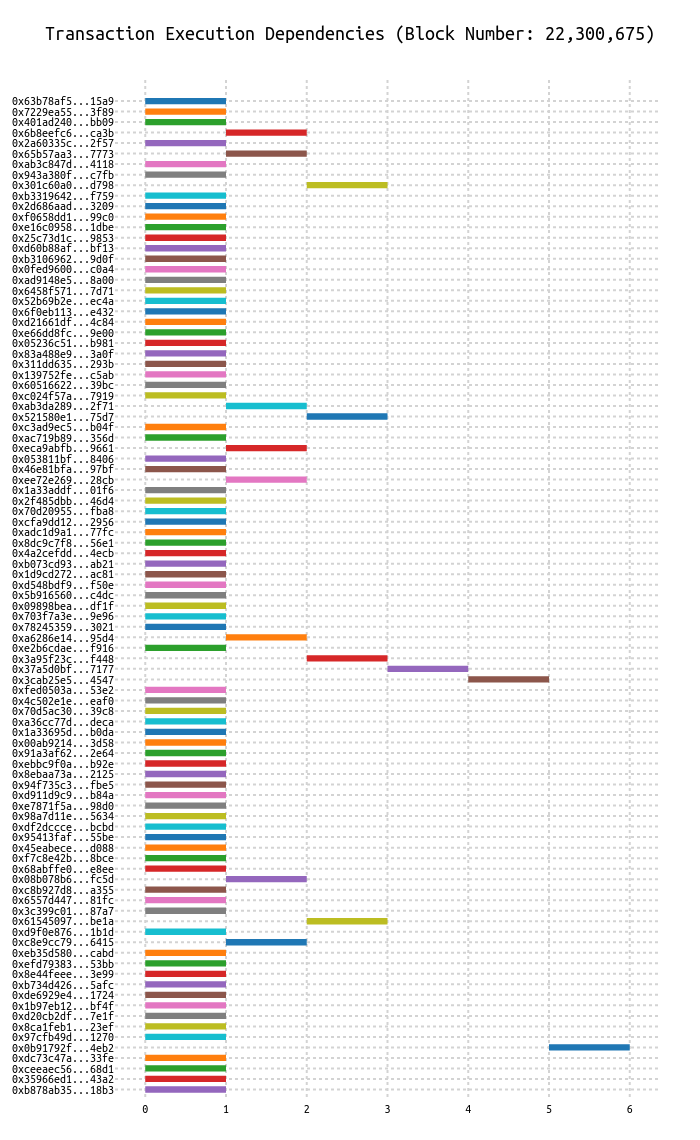 Transaction Execution Dependencies (Block Number: 22,300,675)
0x63b78af5...15a9
0x7229ea55...3f89
0x401ad240...bb09
0x6b8eefc6...ca3b
0x2a60335c...2f57
0x65b57aa3...7773
0xab3c847d...4118
0x943a380f...c7fb
0x301c60a0...d798
0xb3319642...f759
0x2d686aad...3209
0xf0658dd1...99c0
0xe16c0958...1dbe
0x25c73d1c...9853
0xd60b88af...bf13
0xb3106962...9d0f
0x0fed9600...c0a4
0xad9148e5...8a00
0x6458f571...7d71
0x52b69b2e...ec4a
0x6f0eb113...e432
0xd21661df...4c84
0xe66dd8fc...9e00
0x05236c51...b981
0x83a488e9...3a0f
0x311dd635...293b
0x139752fe...c5ab
0x60516622...39bc
0xc024f57a...7919
0xab3da289...2f71
0x521580e1...75d7
0xc3ad9ec5...b04f
0xac719b89...356d
0xeca9abfb...9661
0x053811bf...8406
0x46e81bfa...97bf
0xee72e269...28cb
0x1a33addf...01f6
0x2f485dbb...46d4
0x70d20955...fba8
0xcfa9dd12...2956
0xadc1d9a1...77fc
0x8dc9c7f8...56e1
0x4a2cefdd...4ecb
0xb073cd93...ab21
0x1d9cd272...ac81
0xd548bdf9...f50e
0x5b916560...c4dc
0x09898bea...df1f
0x703f7a3e...9e96
0x78245359...3021
0xa6286e14...95d4
0xe2b6cdae...f916
0x3a95f23c...f448
0x37a5d0bf...7177
0x3cab25e5...4547
0xfed0503a...53e2
0x4c502e1e...eaf0
0x70d5ac30...39c8
0xa36cc77d...deca
0x1a33695d...b0da
0x00ab9214...3d58
0x91a3af62...2e64
0xebbc9f0a...b92e
0x8ebaa73a...2125
0x94f735c3...fbe5
0xd911d9c9...b84a
0xe7871f5a...98d0
0x98a7d11e...5634
0xdf2dccce...bcbd
0x95413faf...55be
0x45eabece...d088
0xf7c8e42b...8bce
0x68abffe0...e8ee
0x08b078b6...fc5d
0xc8b927d8...a355
0x6557d447...81fc
0x3c399c01...87a7
0x61545097...be1a
0xd9f0e876...1b1d
0xc8e9cc79...6415
0xeb35d580...cabd
0xefd79383...53bb
0x8e44feee...3e99
0xb734d426...5afc
0xde6929e4...1724
0x1b97eb12...bf4f
0xd20cb2df...7e1f
0x8ca1feb1...23ef
0x97cfb49d...1270
0x0b91792f...4eb2
0xdc73c47a...33fe
0xceeaec56...68d1
0x35966ed1...43a2
0xb878ab35...18b3
0 1 2 3 4 5 6